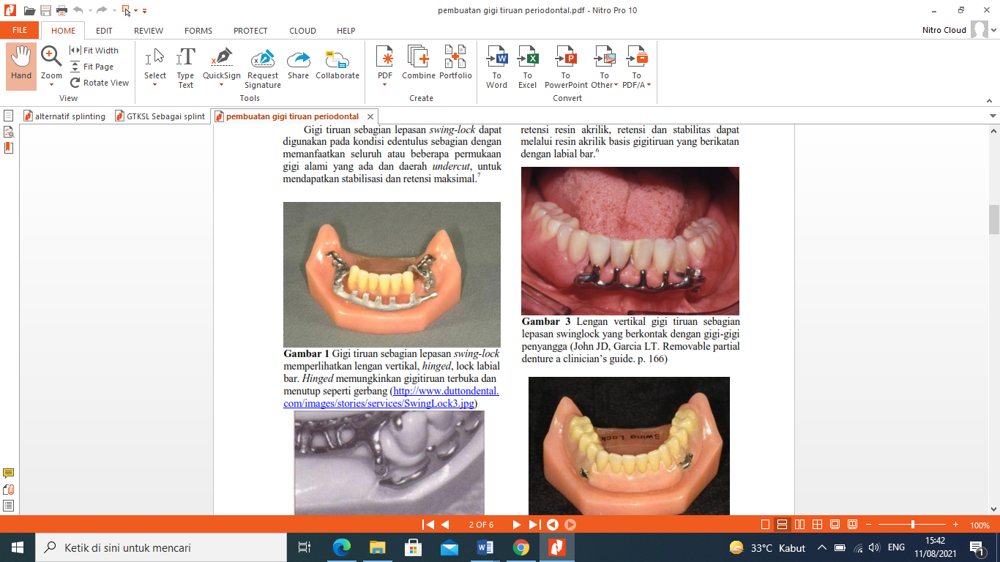 pembuatan gigi tiruan periodontal.pdf - Nitro Pro 10
FILE
HOME
EDIT
REVIEW
FORMS
PROTECT
CLOUD
HELP
Nitro Cloud
Hand
Zoom
Fit Width
Fit Page
Rotate View
View
Select
Type
Text
QuickSign
Request
Signature
Share
Collaborate
Tools
PDF
Combine
Portfolio
Create
To
Word
To
Excel
To
PowerPoint
To
Other
To
PDF/A
Convert
alternatif splinting
GTKSL Sebagai splint
pembuatan gigi tiruan periodontal
Gigi tiruan sebagian lepasan swing-lock dapat
digunakan pada kondisi edentulus sebagian dengan
memanfaatkan seluruh atau beberapa permukaan
gigi alami yang ada dan daerah undercut, untuk
mendapatkan stabilisasi dan retensi maksimal.7
Gambar 1 Gigi tiruan sebagian lepasan swing-lock
memperlihatkan lengan vertikal, hinged, lock labial
bar. Hinged memungkinkan gigitiruan terbuka dan
menutup seperti gerbang (http://www.duttondental.
com/images/stories/services/SwingLock3.jpg)
retensi resin akrilik, retensi dan stabilitas dapat
melalui resin akrilik basis gigitiruan yang berikatan
dengan labial bar.6
Gambar 3 Lengan vertikal gigi tiruan sebagian
lepasan swinglock yang berkontak dengan gigi-gigi
penyangga (John JD, Garcia LT. Removable partial
denture a clinician's guide. p. 166)
Swing Lock
2 OF 6
100%
Ketik di sini untuk mencari
33°C Kabut
ENG
15:42
11/08/2021
1